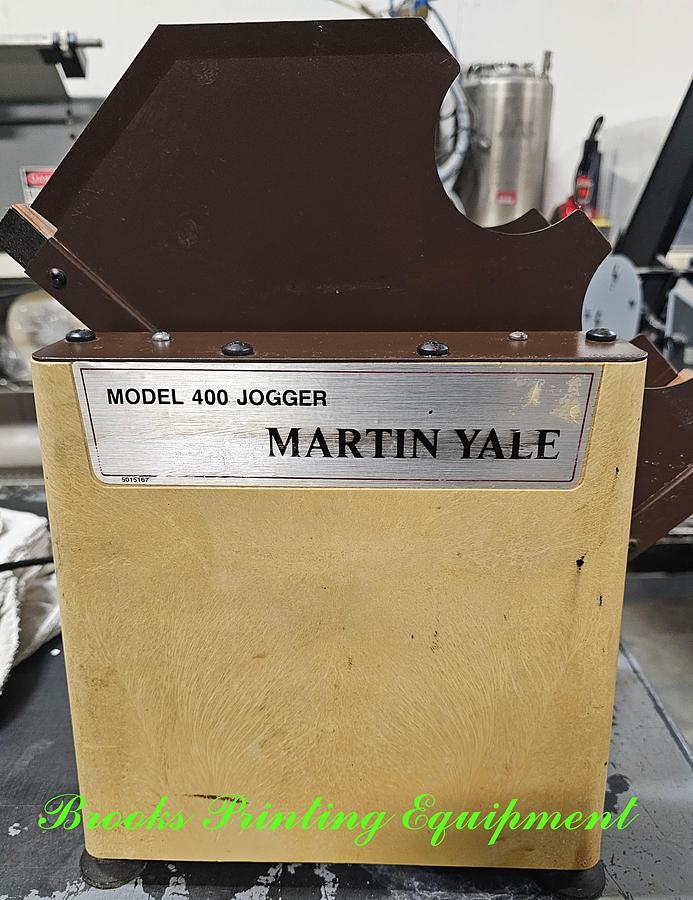 MODEL 400 JOGGER
MARTIN YALE
5015167
Brooks Printing Equipment